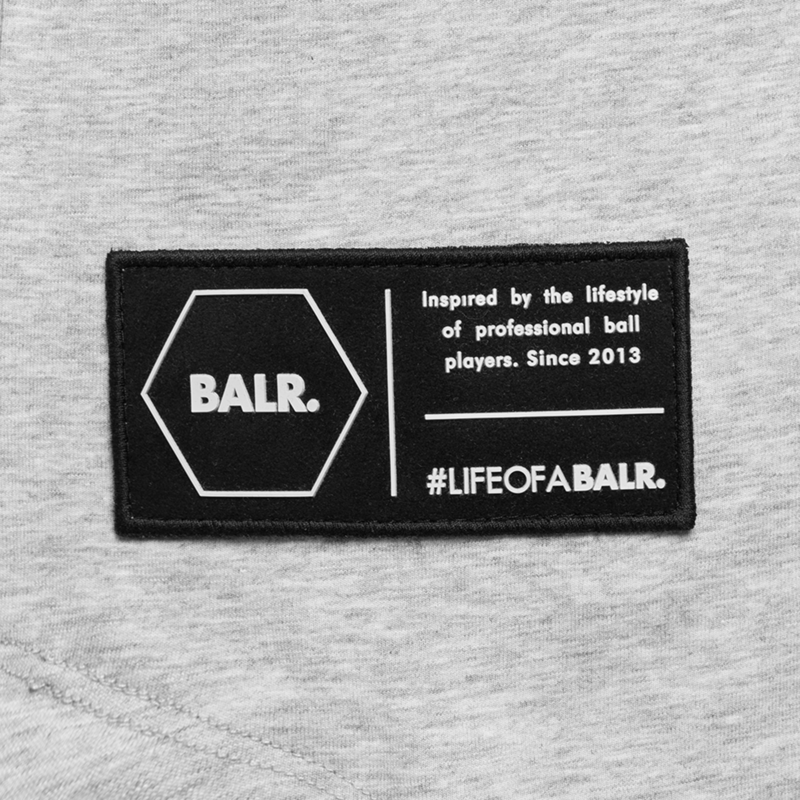 BALR.
Inspired by the lifestyle
of professional ball
players. Since 2013
#LIFEOFABALR.